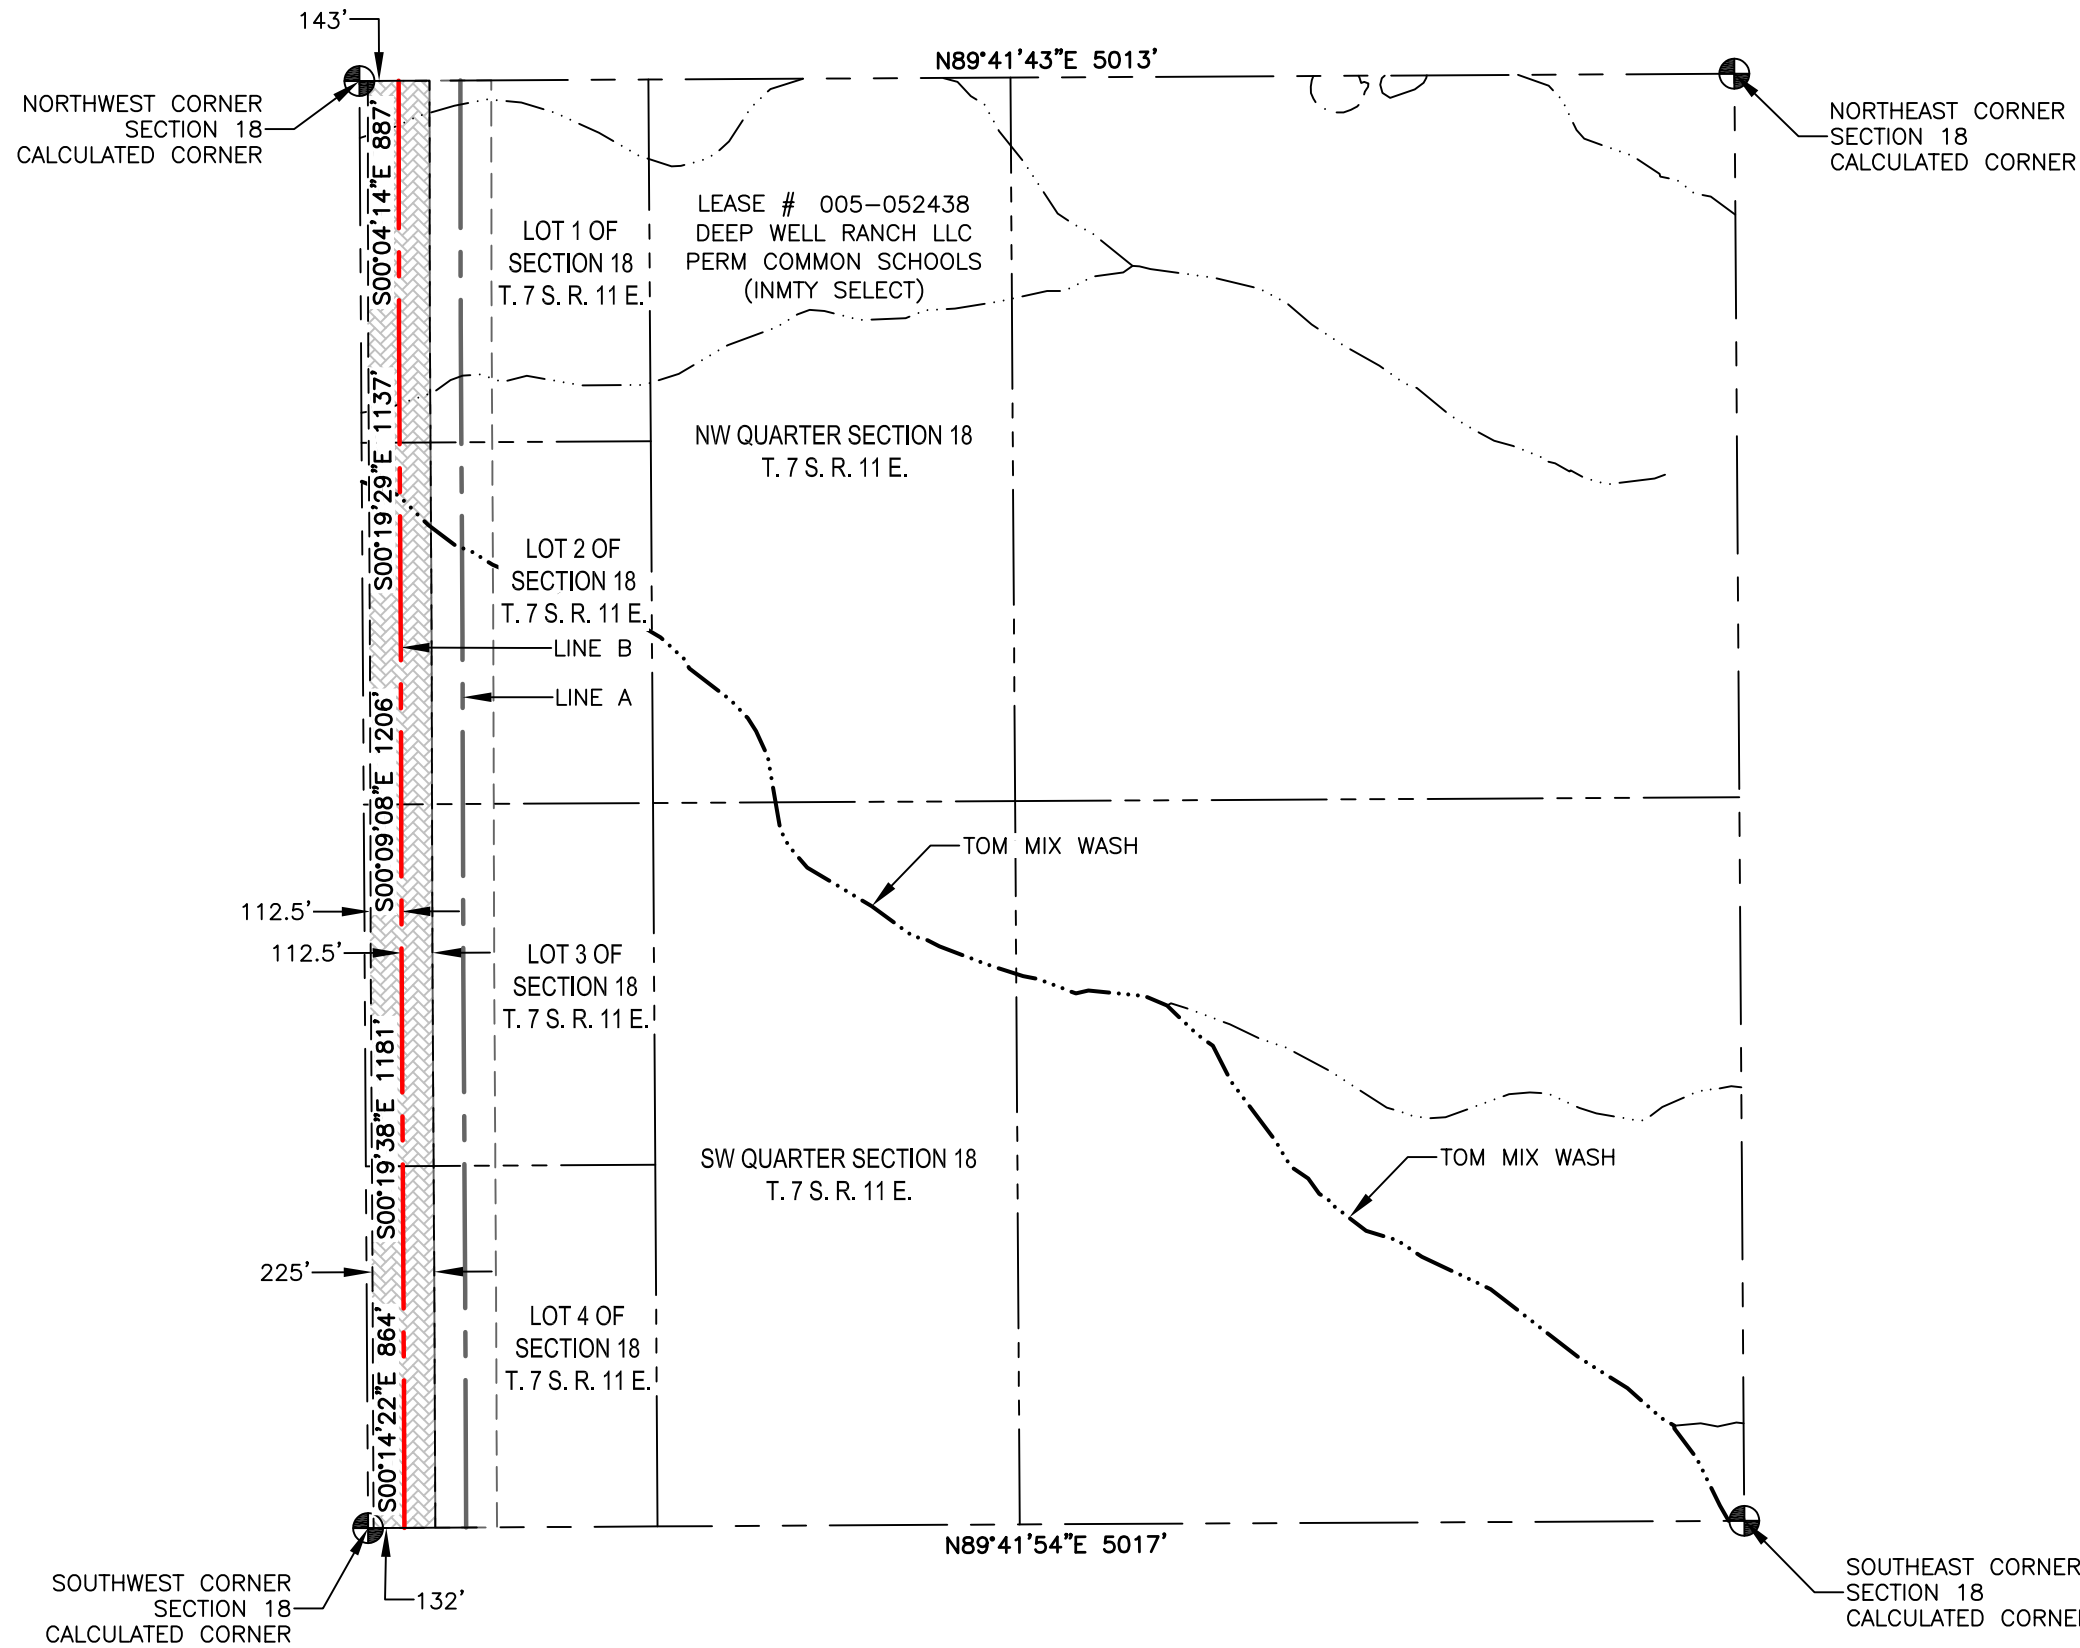 143'
N89°41'43"E 5013'
NORTHWEST CORNER
SECTION 18
CALCULATED CORNER
NORTHEAST CORNER
SECTION 18
CALCULATED CORNER
S00°04'14"E 887'
LOT 1 OF
SECTION 18
T. 7 S. R. 11 E.
LEASE # 005-052438
DEEP WELL RANCH LLC
PERM COMMON SCHOOLS
(INMTY SELECT)
S00°19'29"E 1137'
NW QUARTER SECTION 18
T. 7 S. R. 11 E.
LOT 2 OF
SECTION 18
T. 7 S. R. 11 E.
LINE B
LINE A
S00°09'08"E 1206'
TOM MIX WASH
112.5'
112.5'
LOT 3 OF
SECTION 18
T. 7 S. R. 11 E.
S00°19'38"E 1181'
SW QUARTER SECTION 18
T. 7 S. R. 11 E.
TOM MIX WASH
225'
LOT 4 OF
SECTION 18
T. 7 S. R. 11 E.
S00°14'22"E 864'
N89°41'54"E 5017'
SOUTHWEST CORNER
SECTION 18
CALCULATED CORNER
132'
SOUTHEAST CORNER
SECTION 18
CALCULATED CORNER